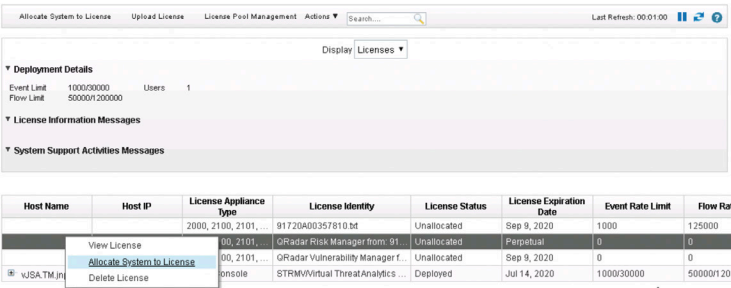 Allocate System to License Upload License License Pool Management Actions ▼ Search.... Last Refresh: 00:01:00
Display Licenses ▼
▼ Deployment Details
Event Limit 1000/30000 Users 1
Flow Limit 50000/1200000
▼ License Information Messages
▼ System Support Activities Messages
Host Name Host IP License Appliance Type License Identity License Status License Expiration Date Event Rate Limit Flow Ra
2000, 2100, 2101, ... 91720A00357810.txt Unallocated Sep 9, 2020 1000 125000
View License 00, 2101, ... QRadar Risk Manager from: 91... Unallocated Perpetual 0 0
Allocate System to License 00, 2101, ... QRadar Vulnerability Manager f... Unallocated Sep 9, 2020 0 0
vJSA.TM.jnp Delete License onsole STRMV/Virtual Threat Analytics ... Deployed Jul 14, 2020 1000/30000 50000/120